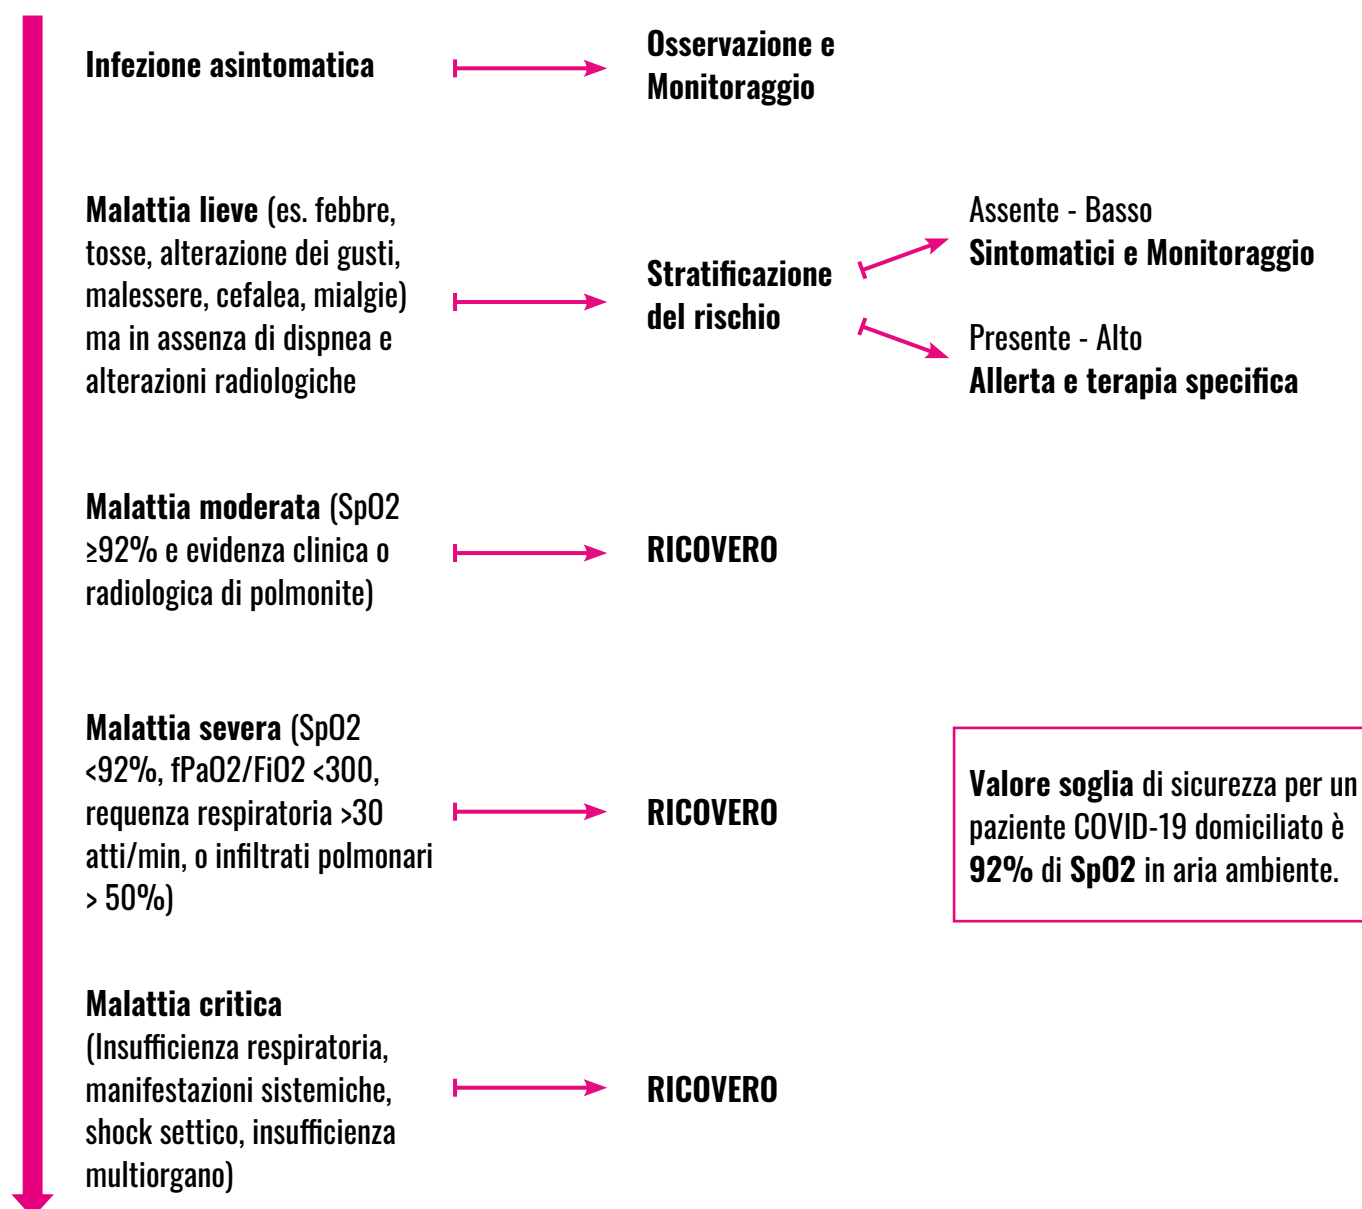 Infezione asintomatica
Osservazione e
Monitoraggio
Malattia lieve (es. febbre,
tosse, alterazione dei gusti,
malessere, cefalea, mialgie)
ma in assenza di dispnea e
alterazioni radiologiche
Stratificazione
del rischio
Assente - Basso
Sintomatici e Monitoraggio
Presente - Alto
Allerta e terapia specifica
Malattia moderata (SpO2
≥92% e evidenza clinica o
radiologica di polmonite)
RICOVERO
Malattia severa (SpO2
<92%, fPaO2/FiO2 <300,
requenza respiratoria >30
atti/min, o infiltrati polmonari
> 50%)
RICOVERO
Valore soglia di sicurezza per un
paziente COVID-19 domiciliato è
92% di SpO2 in aria ambiente.
Malattia critica
(Insufficienza respiratoria,
manifestazioni sistemiche,
shock settico, insufficienza
multiorgano)
RICOVERO